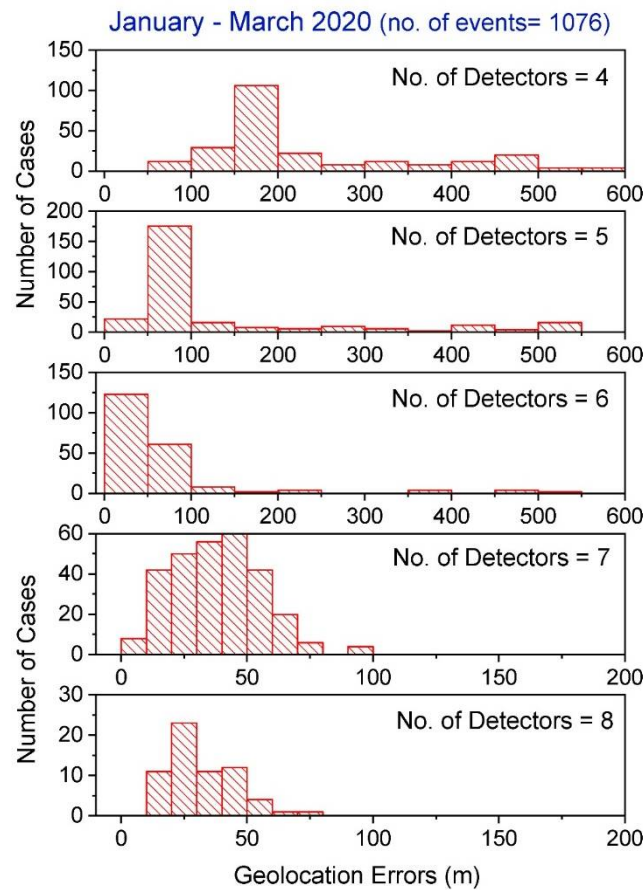 January - March 2020 (no. of events= 1076)
150
100
50
0
No. of Detectors = 4
0 100 200 300 400 500 600
200
150
100
50
0
No. of Detectors = 5
0 100 200 300 400 500 600
Number of Cases
150
100
50
0
No. of Detectors = 6
0 100 200 300 400 500 600
60
40
20
0
No. of Detectors = 7
0 50 100 150 200
Number of Cases
30
20
10
0
No. of Detectors = 8
0 50 100 150 200
Geolocation Errors (m)